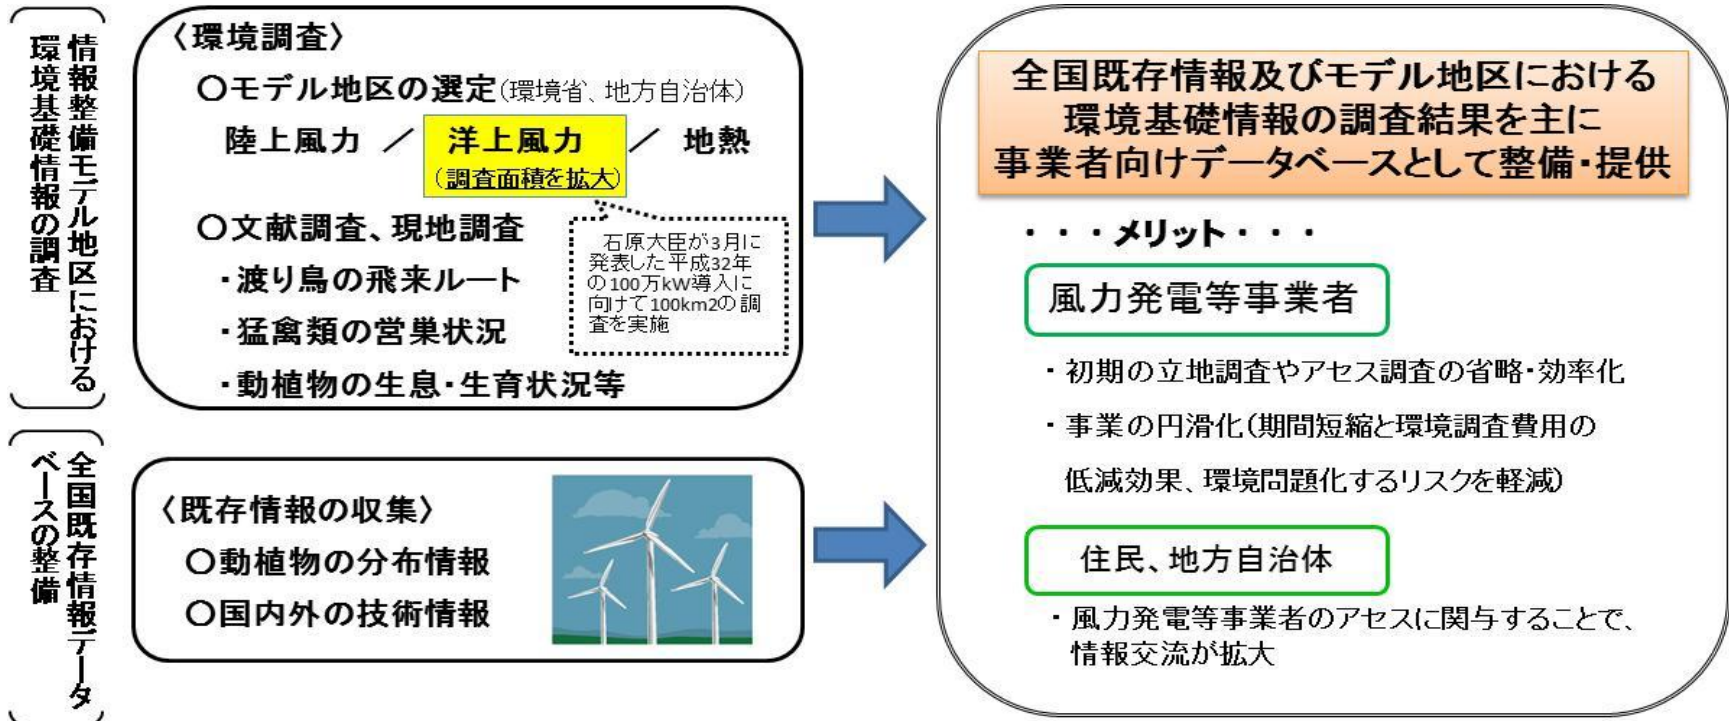 情報整備モデル地区における
環境基礎情報の調査
〈環境調査〉
○モデル地区の選定(環境省、地方自治体)
陸上風力 ／ 洋上風力 ／ 地熱
(調査面積を拡大)
○文献調査、現地調査
・渡り鳥の飛来ルート
・猛禽類の営巣状況
・動植物の生息・生育状況等
石原大臣が3月に
発表した平成32年
の100万kW導入に
向けて100km2の調
査を実施
全国既存情報データ
ベースの整備
〈既存情報の収集〉
○動植物の分布情報
○国内外の技術情報
全国既存情報及びモデル地区における
環境基礎情報の調査結果を主に
事業者向けデータベースとして整備・提供
・・・メリット・・・
風力発電等事業者
・初期の立地調査やアセス調査の省略・効率化
・事業の円滑化(期間短縮と環境調査費用の
低減効果、環境問題化するリスクを軽減)
住民、地方自治体
・風力発電等事業者のアセスに関与することで、
情報交流が拡大